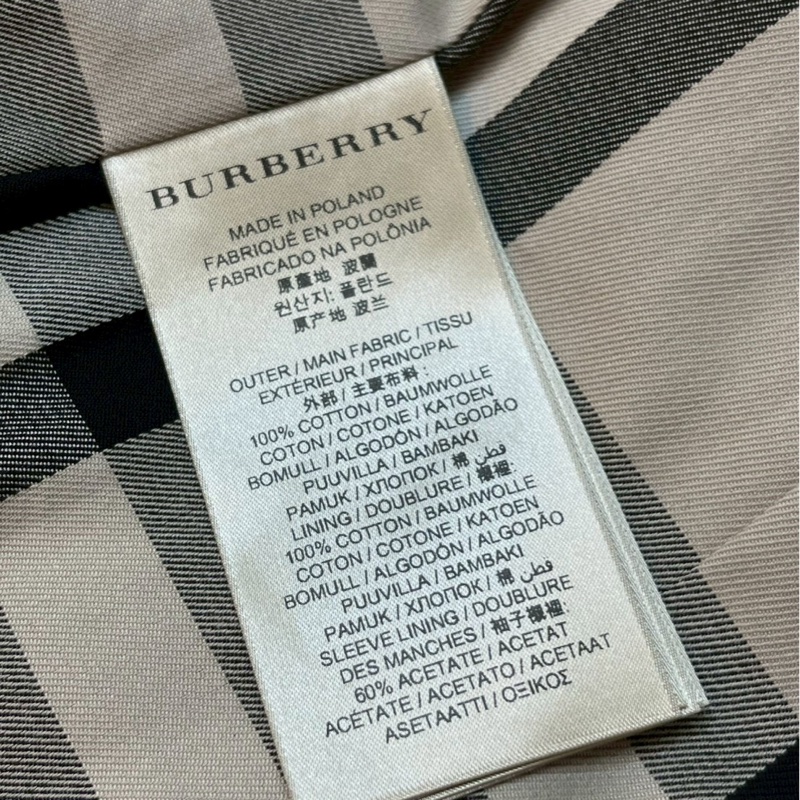 BURBERRY
MADE IN POLAND
FABRIQUÉ EN POLOGNE
FABRICADO NA POLÔNIA
原產地 波蘭
원산지: 폴란드
原产地 波兰
OUTER / MAIN FABRIC / TISSU
EXTÉRIEUR / PRINCIPAL
外部 / 主要布料 :
100% COTTON / BAUMWOLLE
COTON / COTONE / KATOEN
BOMULL / ALGODÓN / ALGODÃO
PUUVILLA / BAMBAKI
PAMUK / ХЛОПОК / 棉 قطن
LINING / DOUBLURE / 襯裡:
100% COTTON / BAUMWOLLE
COTON / COTONE / KATOEN
BOMULL / ALGODÓN / ALGODÃO
PUUVILLA / BAMBAKI
PAMUK / ХЛОПОК / 棉 قطن
SLEEVE LINING / DOUBLURE
DES MANCHES / 袖子襯裡:
60% ACETATE / ACETAT
ACÉTATE / ACETATO / ACETAAT
ASETAATTI / ΟΞΙΚΟΣ